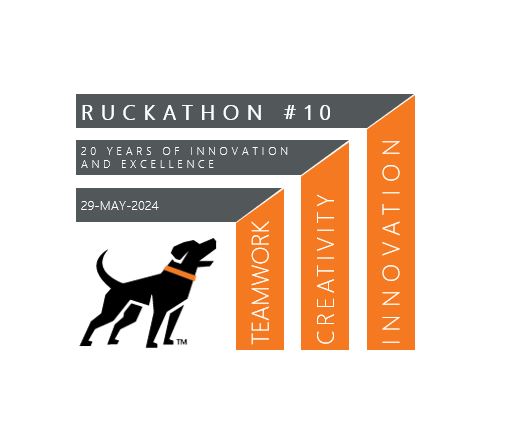 RUCKATHON #10
20 YEARS OF INNOVATION
AND EXCELLENCE
29-MAY-2024
TEAMWORK
CREATIVITY
INNOVATION
TM